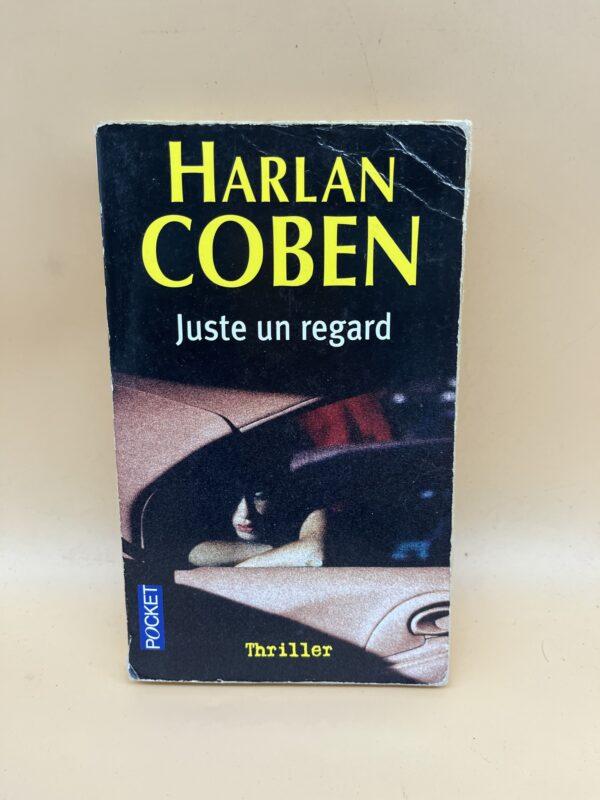 HARLAN
COBEN
Juste un regard
POCKET
Thriller